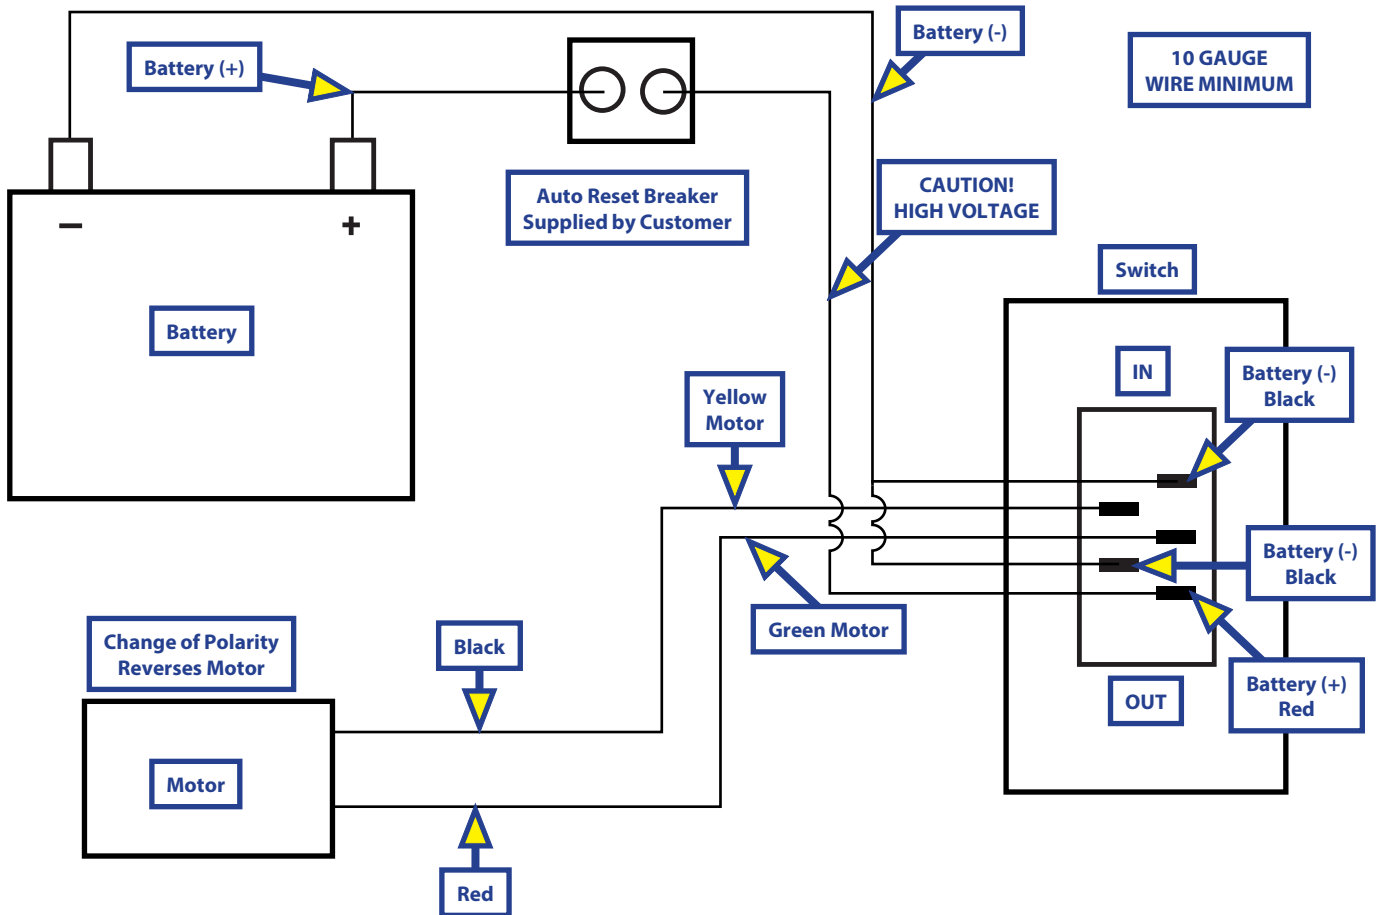 Battery (-)
10 GAUGE
WIRE MINIMUM
Battery (+)
CAUTION!
HIGH VOLTAGE
Auto Reset Breaker
Supplied by Customer
–
+
Switch
Battery
IN
Battery (-)
Black
Yellow
Motor
Battery (-)
Black
Green Motor
Change of Polarity
Reverses Motor
Black
Battery (+)
Red
OUT
Motor
Red